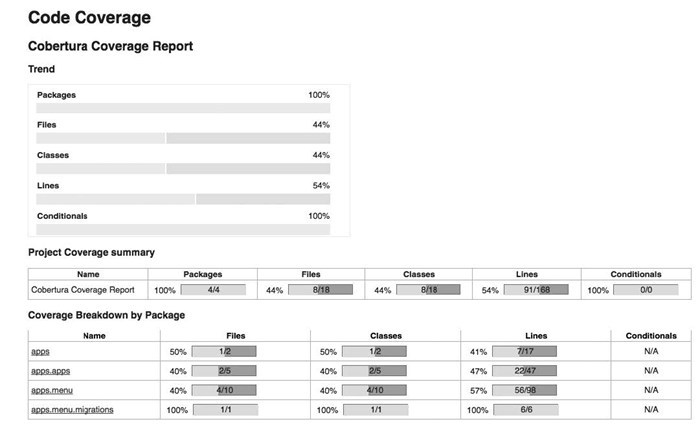 Code Coverage
Cobertura Coverage Report
Trend
Packages 100%
Files 44%
Classes 44%
Lines 54%
Conditionals 100%
Project Coverage summary
Name Packages Files Classes Lines Conditionals
Cobertura Coverage Report 100% 4/4 44% 8/18 44% 8/18 54% 91/168 100% 0/0
Coverage Breakdown by Package
Name Files Classes Lines Conditionals
apps 50% 1/2 50% 1/2 41% 7/17 N/A
apps.apps 40% 2/5 40% 2/5 47% 22/47 N/A
apps.menu 40% 4/10 40% 4/10 57% 56/98 N/A
apps.menu.migrations 100% 1/1 100% 1/1 100% 6/6 N/A